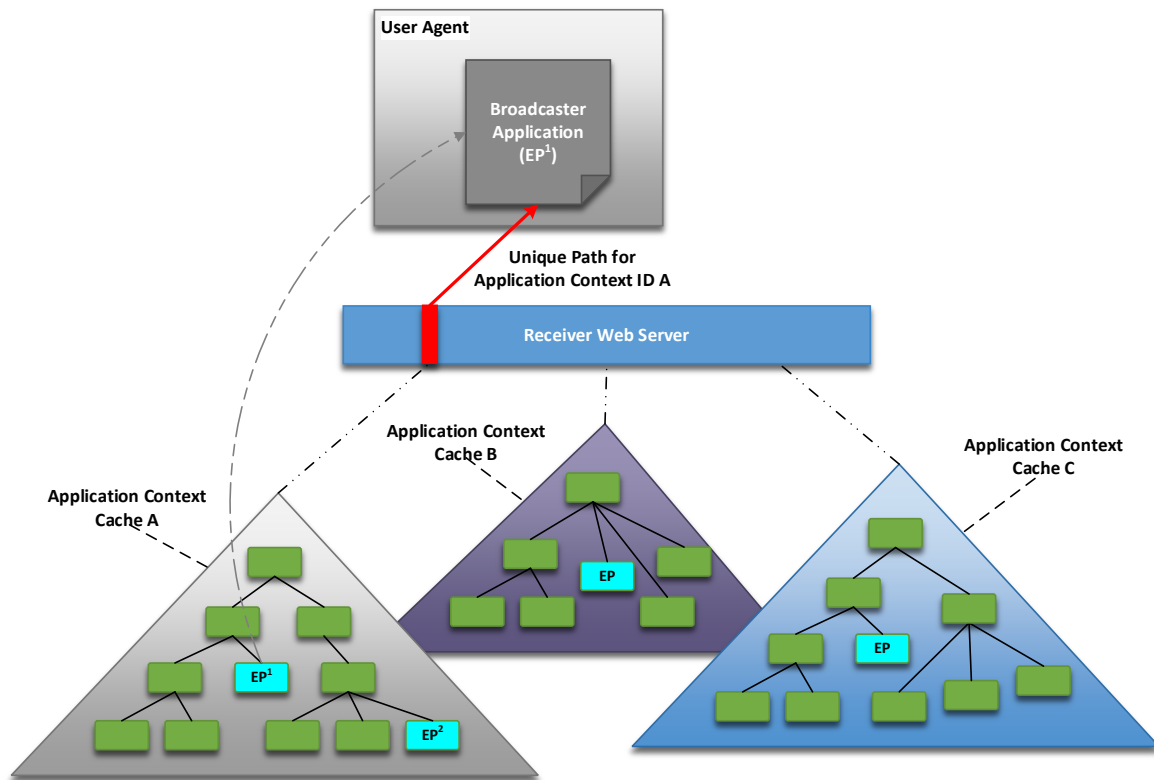 User Agent
Broadcaster
Application
(EP¹)
Unique Path for
Application Context ID A
Receiver Web Server
Application Context
Cache B
Application Context
Cache C
Application Context
Cache A
EP
EP
EP¹
EP²